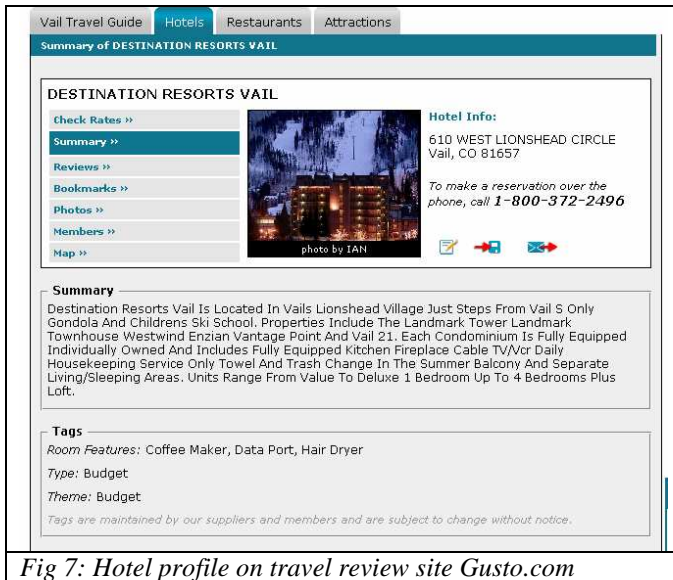 Vail Travel Guide Hotels Restaurants Attractions
Summary of DESTINATION RESORTS VAIL
DESTINATION RESORTS VAIL
Check Rates »
Summary »
Reviews »
Bookmarks »
Photos »
Members »
Map »
photo by IAN
Hotel Info:
610 WEST LIONSHEAD CIRCLE
Vail, CO 81657
To make a reservation over the
phone, call 1-800-372-2496
Summary
Destination Resorts Vail Is Located In Vails Lionshead Village Just Steps From Vail S Only
Gondola And Childrens Ski School. Properties Include The Landmark Tower Landmark
Townhouse Westwind Enzian Vantage Point And Vail 21. Each Condominium Is Fully Equipped
Individually Owned And Includes Fully Equipped Kitchen Fireplace Cable TV/Vcr Daily
Housekeeping Service Only Towel And Trash Change In The Summer Balcony And Separate
Living/Sleeping Areas. Units Range From Value To Deluxe 1 Bedroom Up To 4 Bedrooms Plus
Loft.
Tags
Room Features: Coffee Maker, Data Port, Hair Dryer
Type: Budget
Theme: Budget
Tags are maintained by our suppliers and members and are subject to change without notice.
Fig 7: Hotel profile on travel review site Gusto.com